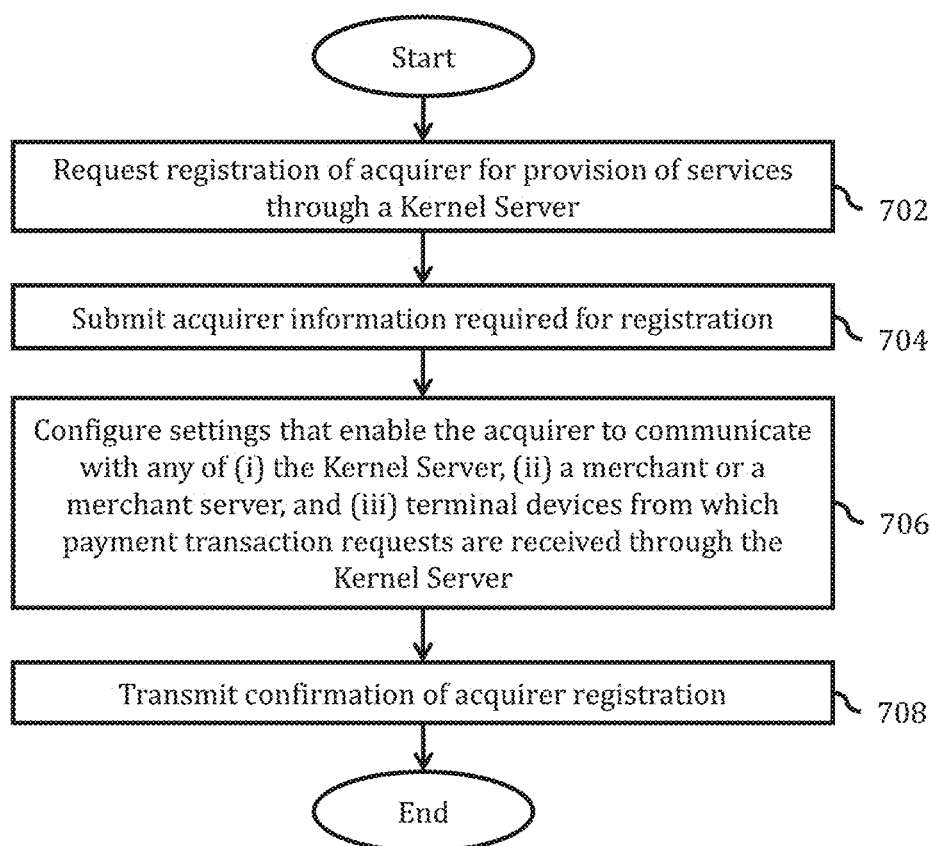 Start
Request registration of acquirer for provision of services
through a Kernel Server
702
Submit acquirer information required for registration
704
Configure settings that enable the acquirer to communicate
with any of (i) the Kernel Server, (ii) a merchant or a
merchant server, and (iii) terminal devices from which
payment transaction requests are received through the
Kernel Server
706
Transmit confirmation of acquirer registration
708
End